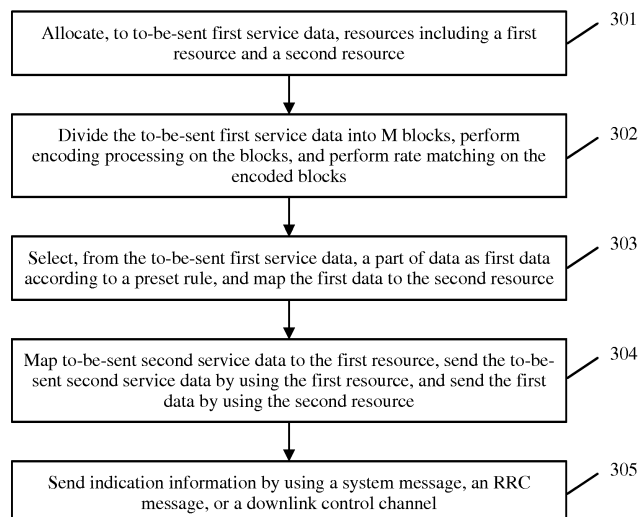 Allocate, to to-be-sent first service data, resources including a first
resource and a second resource
301
Divide the to-be-sent first service data into M blocks, perform
encoding processing on the blocks, and perform rate matching on the
encoded blocks
302
Select, from the to-be-sent first service data, a part of data as first data
according to a preset rule, and map the first data to the second resource
303
Map to-be-sent second service data to the first resource, send the to-be-
sent second service data by using the first resource, and send the first
data by using the second resource
304
Send indication information by using a system message, an RRC
message, or a downlink control channel
305